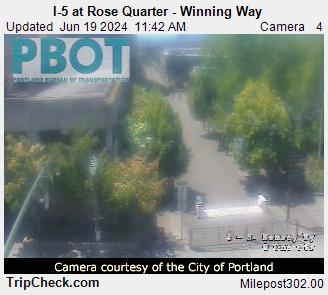 I-5 at Rose Quarter - Winning Way
Updated Jun 19 2024 11:42 AM Camera 4
PBOT
PORTLAND BUREAU OF TRANSPORTATION
Camera courtesy of the City of Portland
TripCheck.com Milepost302.00